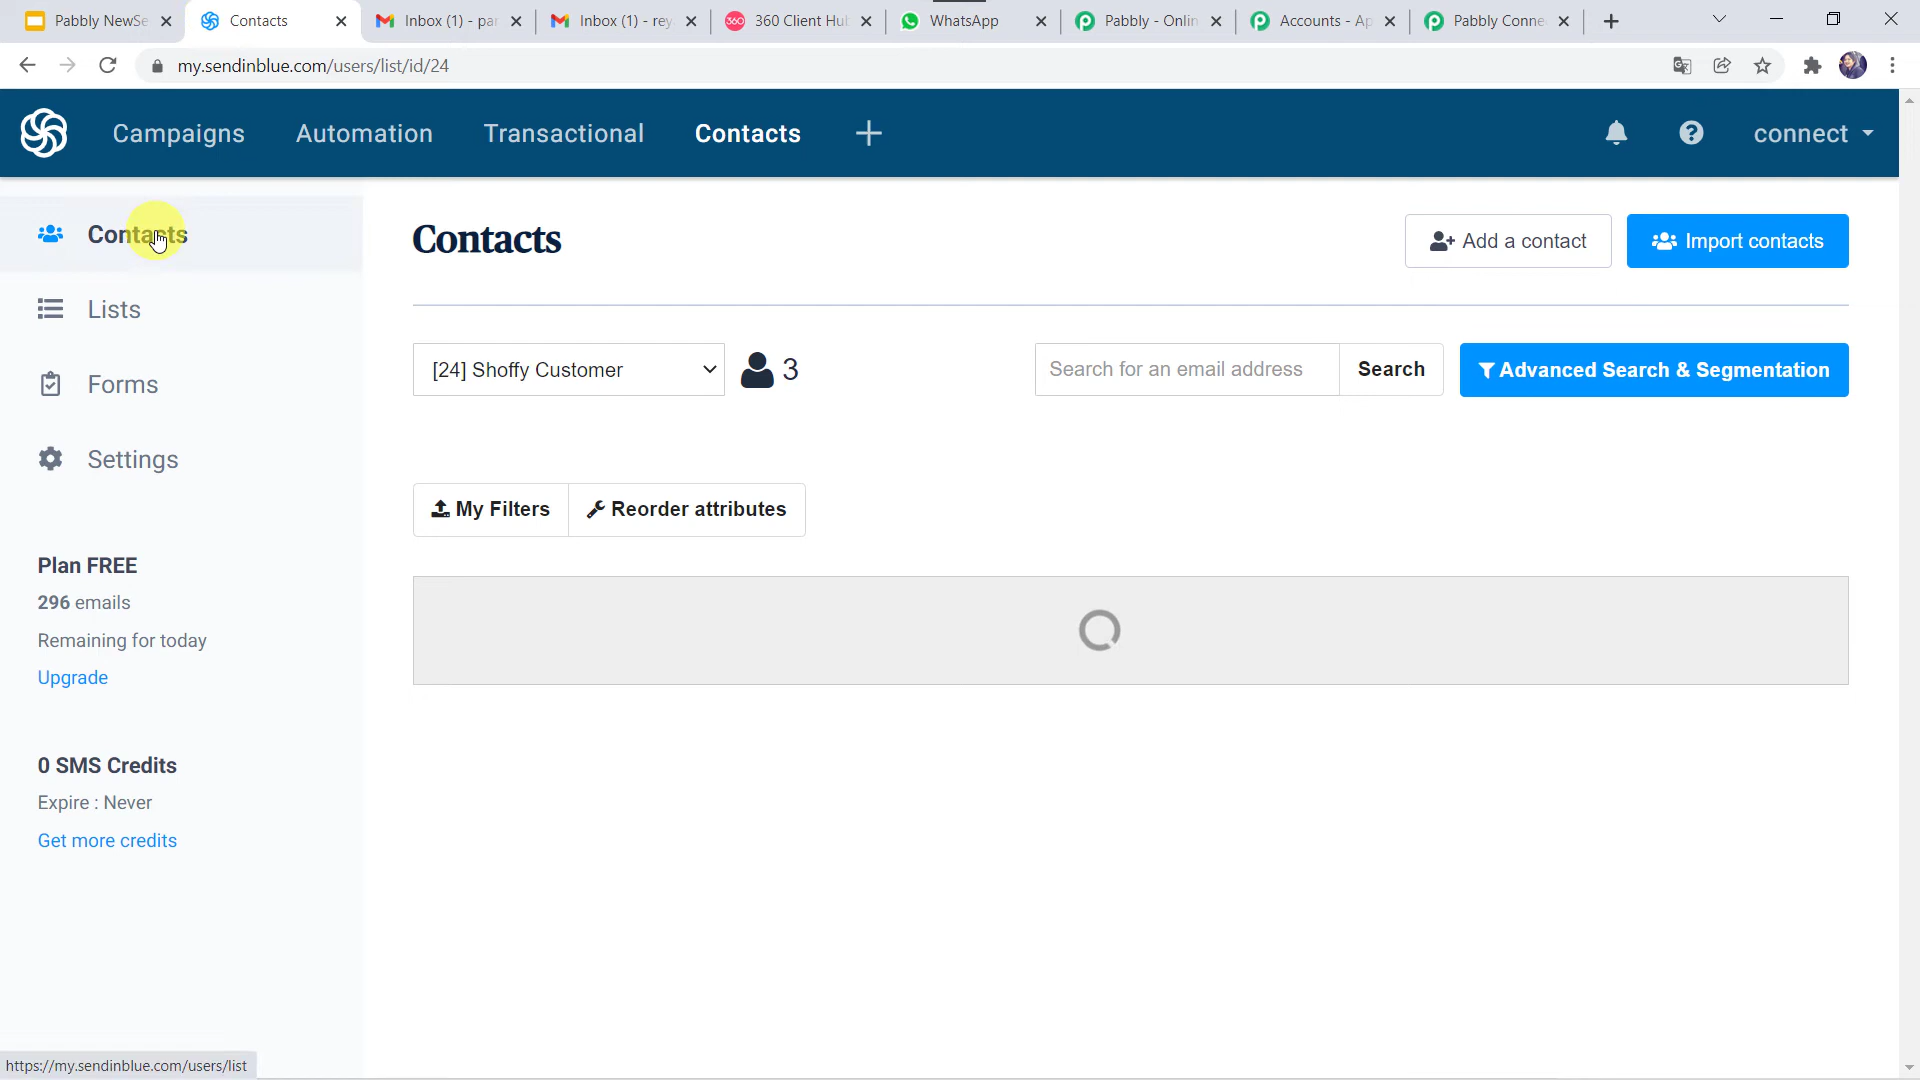 Pabbly NewSe
Contacts
Inbox (1) - par
Inbox (1) - rey
360 Client Hu
WhatsApp
Pabbly - Onlin
Accounts - Ap
Pabbly Conne
my.sendinblue.com/users/list/id/24
Campaigns
Automation
Transactional
Contacts
connect
Contacts
Lists
Forms
Settings
Plan FREE
296 emails
Remaining for today
Upgrade
0 SMS Credits
Expire : Never
Get more credits
Contacts
Add a contact
Import contacts
[24] Shoffy Customer
3
Search for an email address
Search
Advanced Search & Segmentation
My Filters
Reorder attributes
https://my.sendinblue.com/users/list